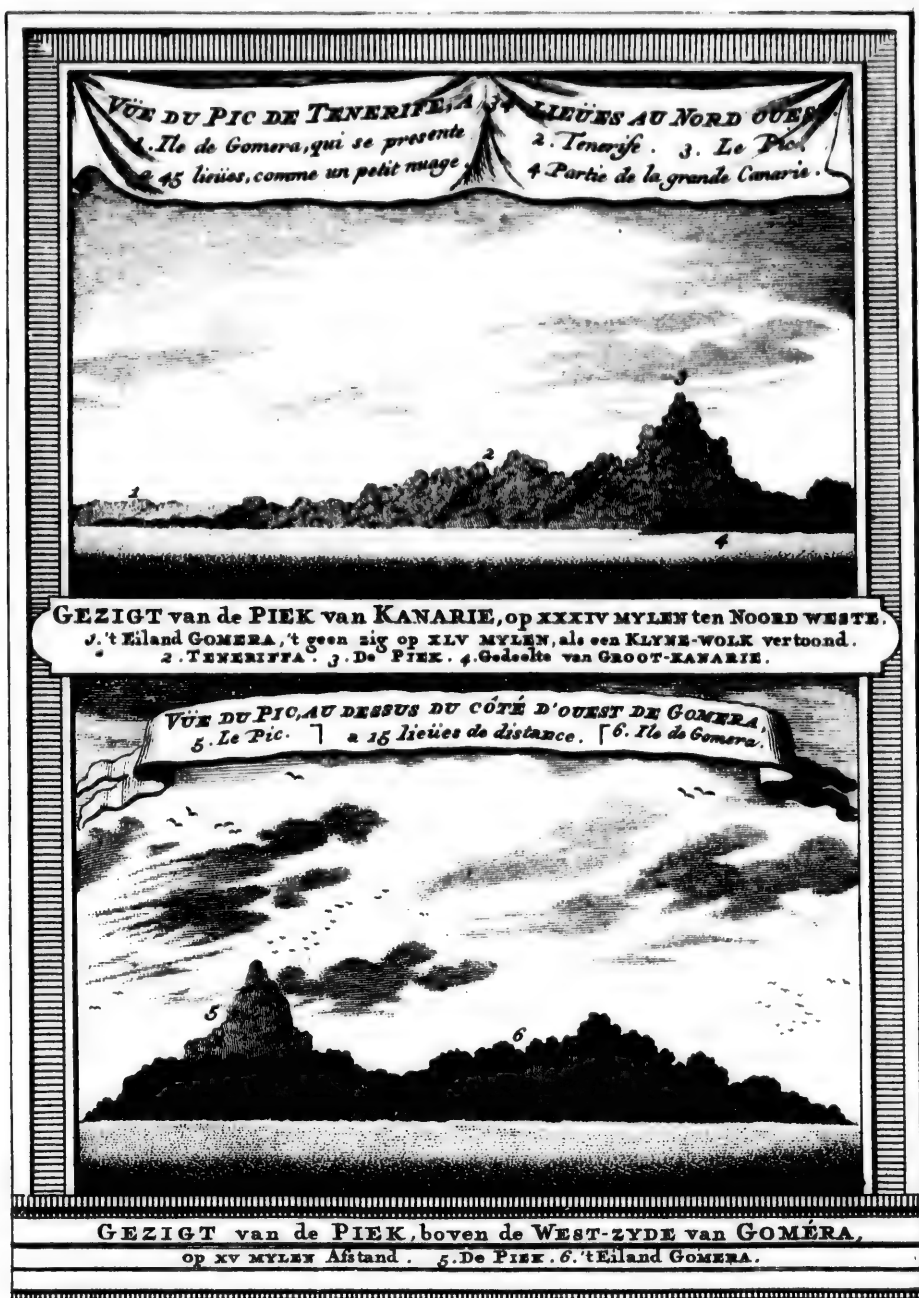 VÜE DU PIC DE TENERIFE, A 34 LIEÜES AU NORD OUEST.
1. Ile de Gomera, qui se presente
a 45 lieües, comme un petit nuage.
2. Tenerife. 3. Le Pic.
4 Partie de la grande Canarie.
3
2
1
4
GEZIGT van de PIEK van KANARIE, op XXXIV MYLEN ten NOORD WESTE.
1. 't Eiland GOMERA, 't geen zig op XLV MYLEN, als een KLYNE-WOLK vertoond.
2. TENERIFFA. 3. De PIEK. 4. Gedeelte van GROOT-KANARIE.
VÜE DU PIC, AU DESSUS DU CÔTÉ D'OUEST DE GOMERA,
5. Le Pic. ] a 15 lieües de distance. [ 6. Ile de Gomera.
5
6
GEZIGT van de PIEK, boven de WEST-ZYDE van GOMÉRA,
op XV MYLEN Afstand. 5. De PIEK. 6. 't Eiland GOMERA.